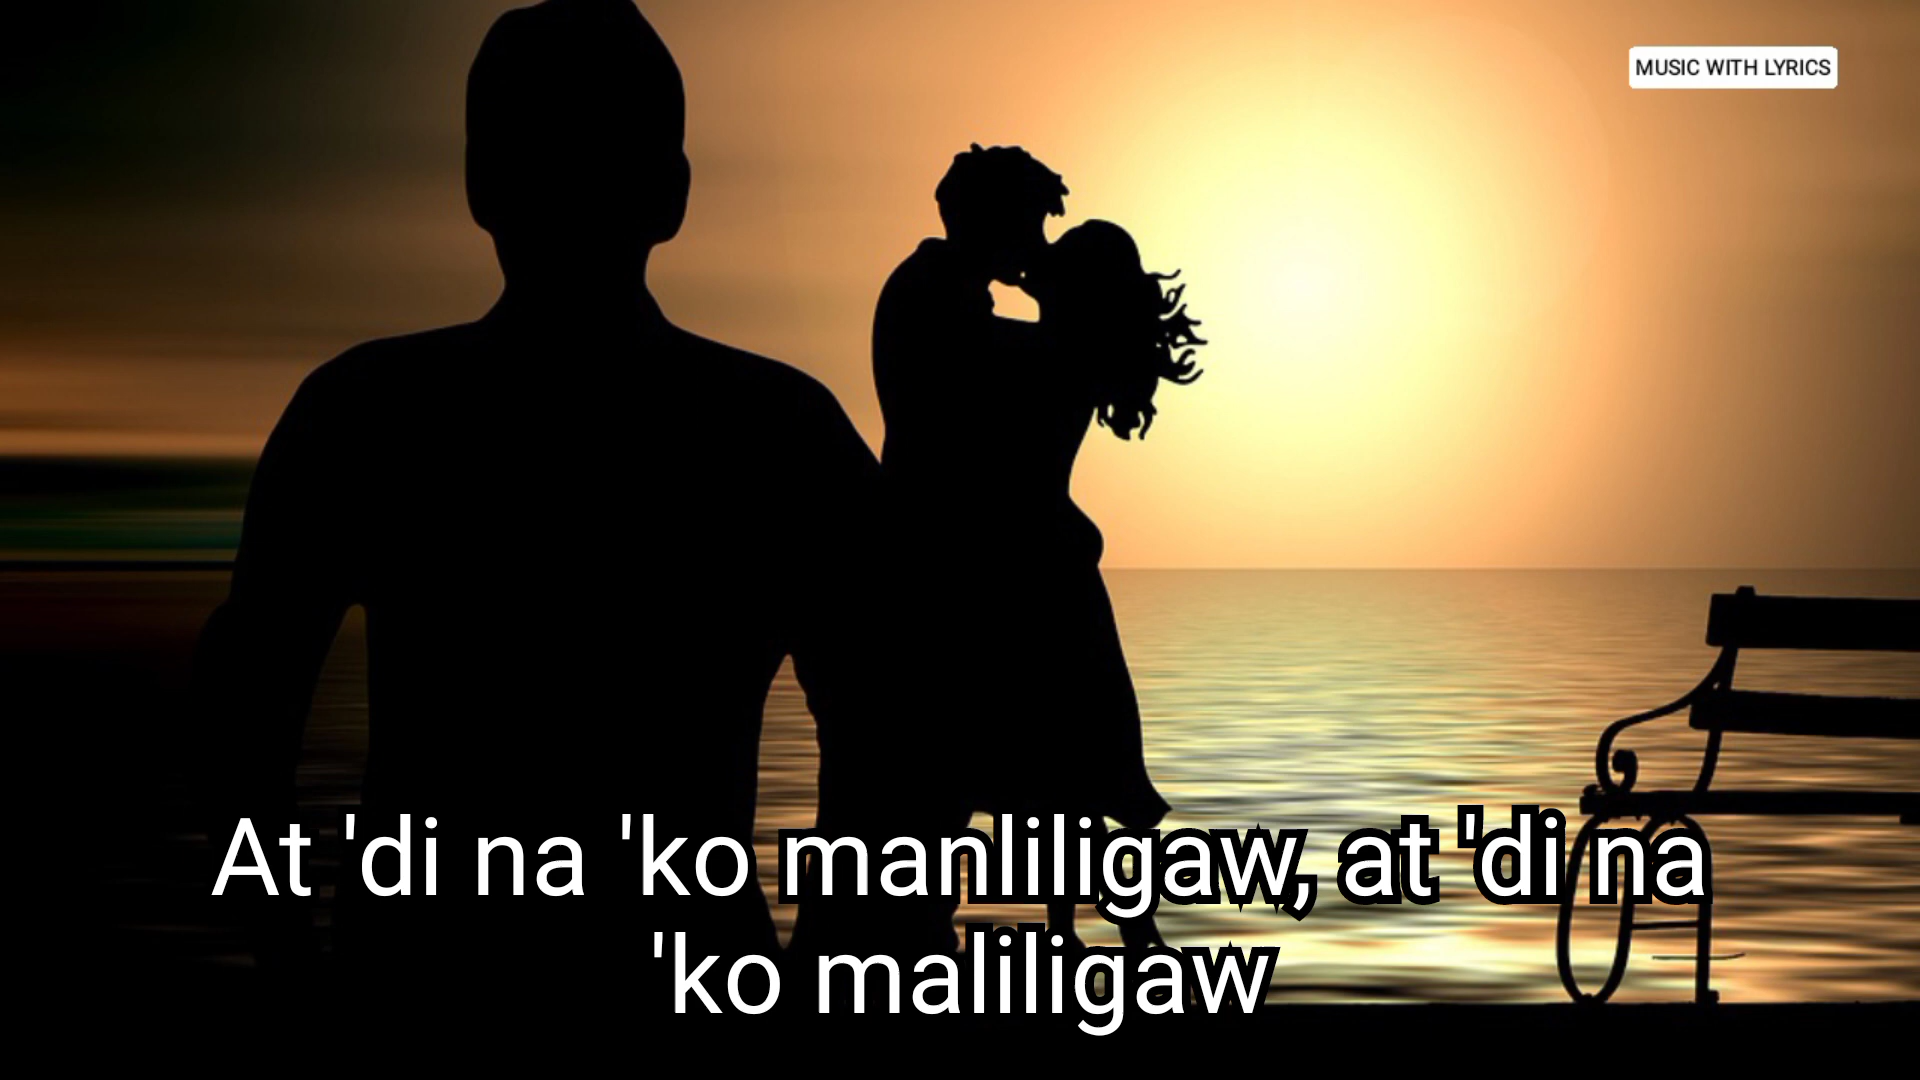 MUSIC WITH LYRICS
At 'di na 'ko manliligaw, at 'di na
'ko maliligaw